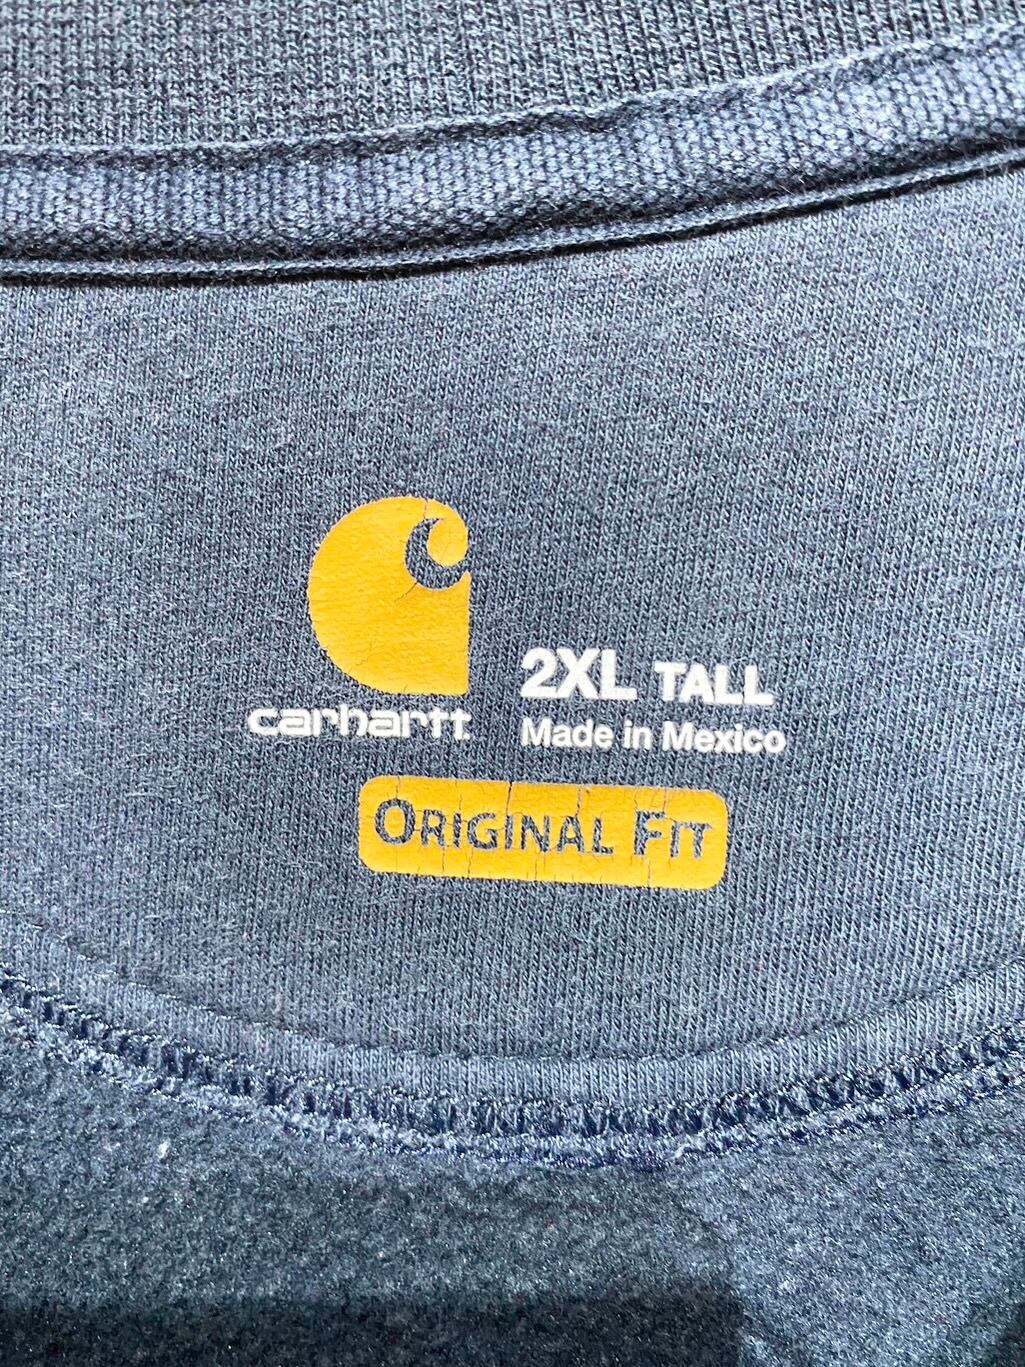 carhartt
2XL TALL
Made in Mexico
ORIGINAL FIT